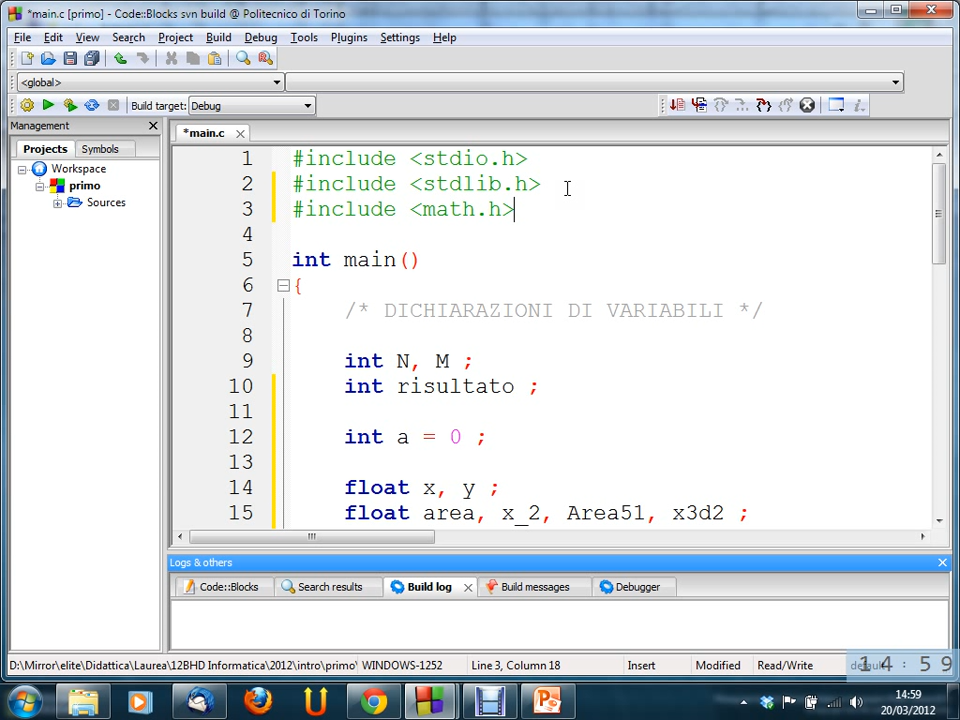 *main.c [primo] - Code::Blocks svn build @ Politecnico di Torino
File Edit View Search Project Build Debug Tools Plugins Settings Help
<global>
Build target: Debug
Management
*main.c
Projects Symbols
Workspace
primo
Sources
1 #include <stdio.h>
2 #include <stdlib.h>
3 #include <math.h>
4
5 int main()
6 {
7 /* DICHIARAZIONI DI VARIABILI */
8
9 int N, M ;
10 int risultato ;
11
12 int a = 0 ;
13
14 float x, y ;
15 float area, x_2, Area51, x3d2 ;
Logs & others
Code::Blocks Search results Build log Build messages Debugger
D:\Mirror\elite\Didattica\Laurea\12BHD Informatica\2012\intro\primo\ WINDOWS-1252 Line 3, Column 18 Insert Modified Read/Write
14:59
14:59
20/03/2012